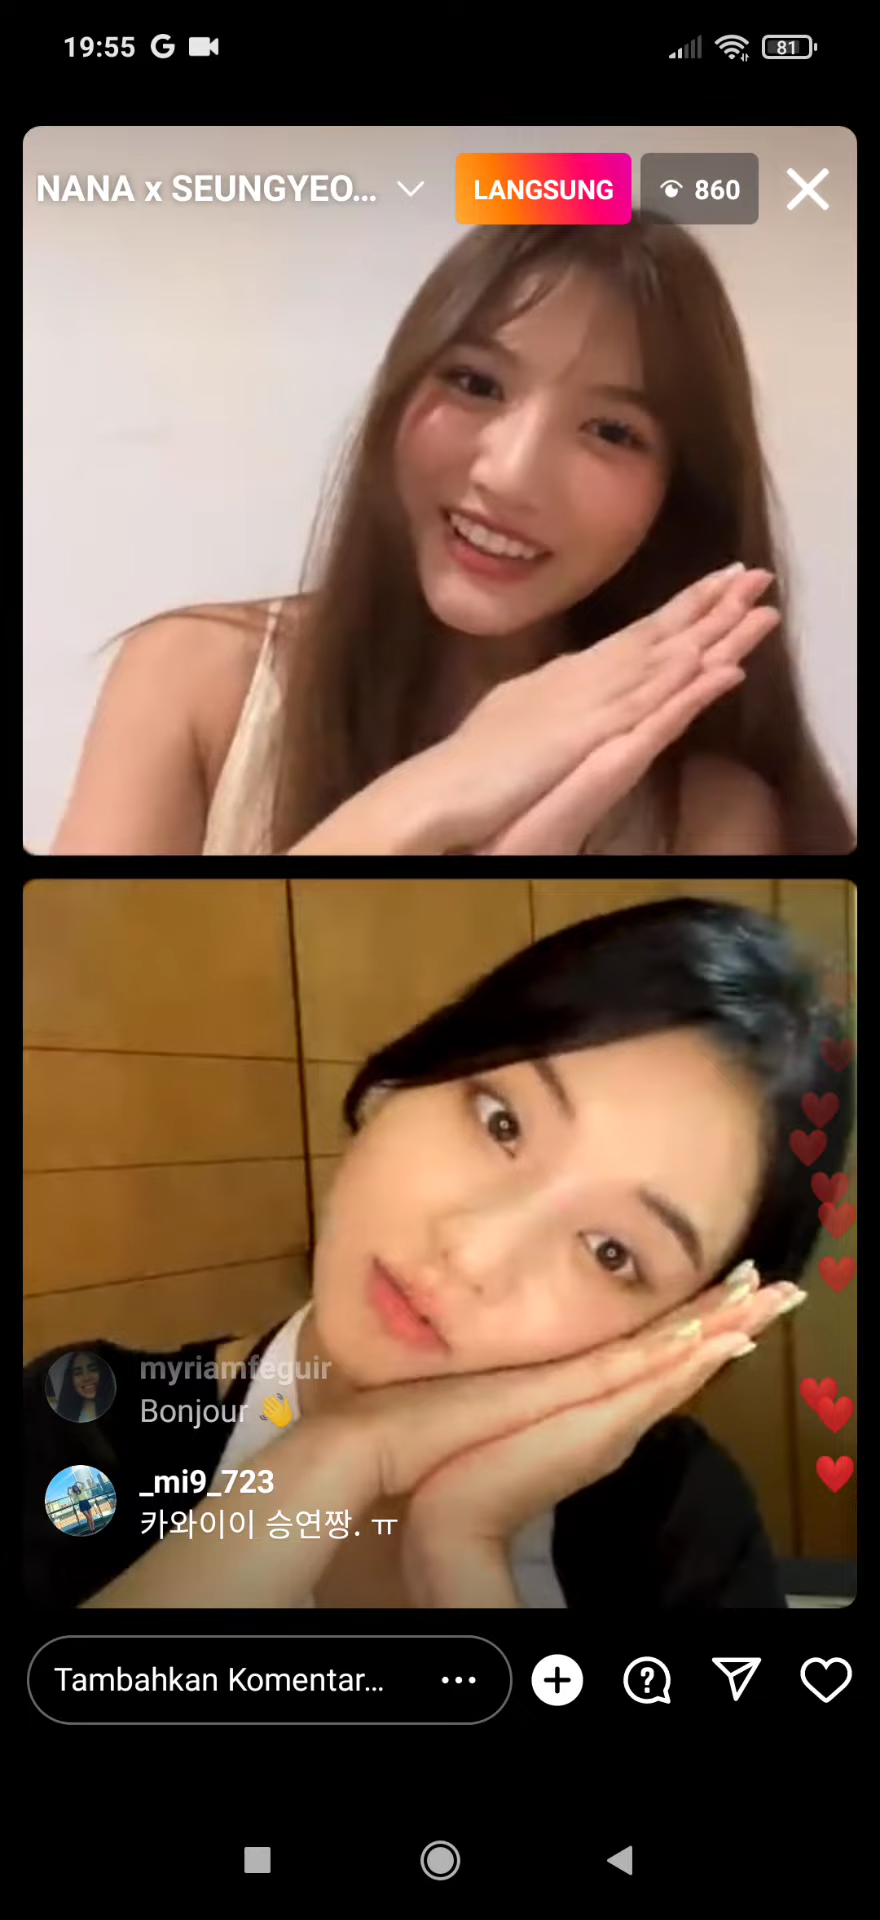 19:55 G
81
NANA x SEUNGYEO...
LANGSUNG
860
myriamfeguir
Bonjour 👋
_mi9_723
카와이이 승연짱. ㅠ
Tambahkan Komentar...